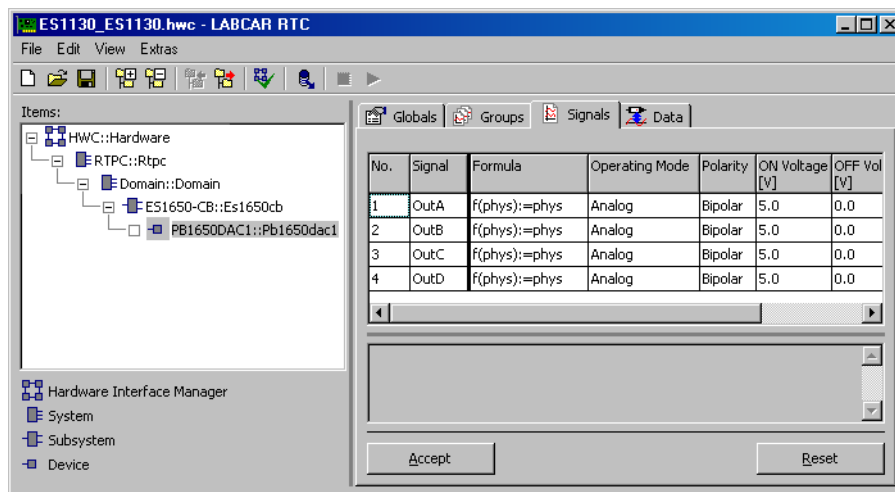 ES1130_ES1130.hwc - LABCAR RTC
File Edit View Extras
Items:
HWC::Hardware
RTPC::Rtpc
Domain::Domain
ES1650-CB::Es1650cb
PB1650DAC1::Pb1650dac1
Hardware Interface Manager
System
Subsystem
Device
Globals Groups Signals Data
No. Signal Formula Operating Mode Polarity ON Voltage [V] OFF Vol [V]
1 OutA f(phys):=phys Analog Bipolar 5.0 0.0
2 OutB f(phys):=phys Analog Bipolar 5.0 0.0
3 OutC f(phys):=phys Analog Bipolar 5.0 0.0
4 OutD f(phys):=phys Analog Bipolar 5.0 0.0
Accept Reset